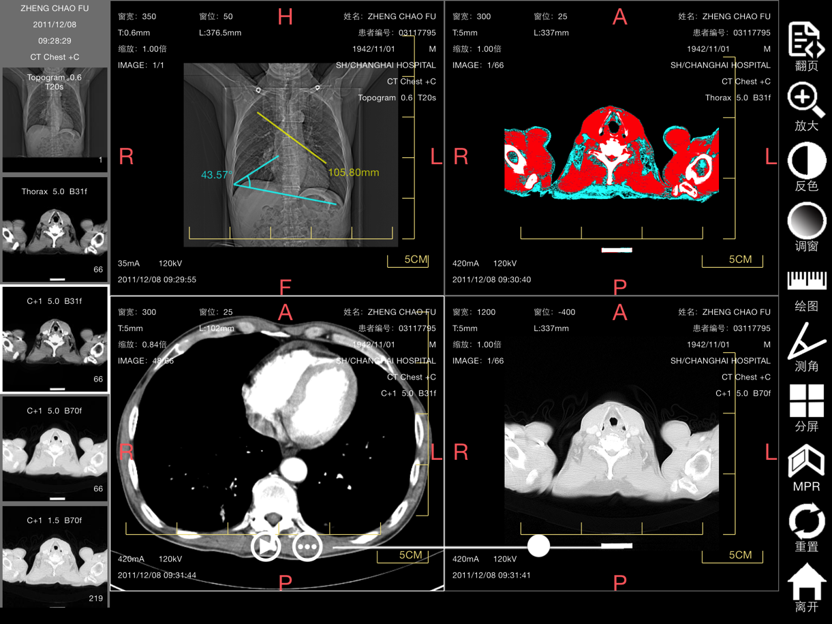 ZHENG CHAO FU
2011/12/08
09:28:29
CT Chest +C
Topogram 0.6
T20s
1
Thorax 5.0 B31f
66
C+1 5.0 B31f
66
C+1 5.0 B70f
66
C+1 1.5 B70f
219
窗宽: 350 窗位: 50 H 姓名: ZHENG CHAO FU
T:0.6mm L:376.5mm 患者编号: 03117795
缩放: 1.00倍 1942/11/01 M
IMAGE: 1/1 SH/CHANGHAI HOSPITAL
CT Chest +C
Topogram 0.6 T20s
R L
43.57°
105.80mm
5CM
35mA 120kV
2011/12/08 09:29:55 F
窗宽: 300 窗位: 25 A 姓名: ZHENG CHAO FU
T:5mm L:337mm 患者编号: 03117795
缩放: 1.00倍 1942/11/01 M
IMAGE: 1/66 SH/CHANGHAI HOSPITAL
CT Chest +C
Thorax 5.0 B31f
R L
5CM
420mA 120kV
2011/12/08 09:30:40 P
窗宽: 300 窗位: 25 A 姓名: ZHENG CHAO FU
T:5mm L:102mm 患者编号: 03117795
缩放: 0.84倍 1942/11/01 M
IMAGE: SH/CHANGHAI HOSPITAL
CT Chest +C
C+1 5.0 B31f
R L
5CM
420mA 120kV
2011/12/08 09:31:44 P
窗宽: 1200 窗位: -400 A 姓名: ZHENG CHAO FU
T:5mm L:337mm 患者编号: 03117795
缩放: 1.00倍 1942/11/01 M
IMAGE: 1/66 SH/CHANGHAI HOSPITAL
CT Chest +C
C+1 5.0 B70f
R L
5CM
420mA 120kV
2011/12/08 09:31:41 P
翻页
放大
反色
调窗
绘图
测角
分屏
MPR
重置
离开